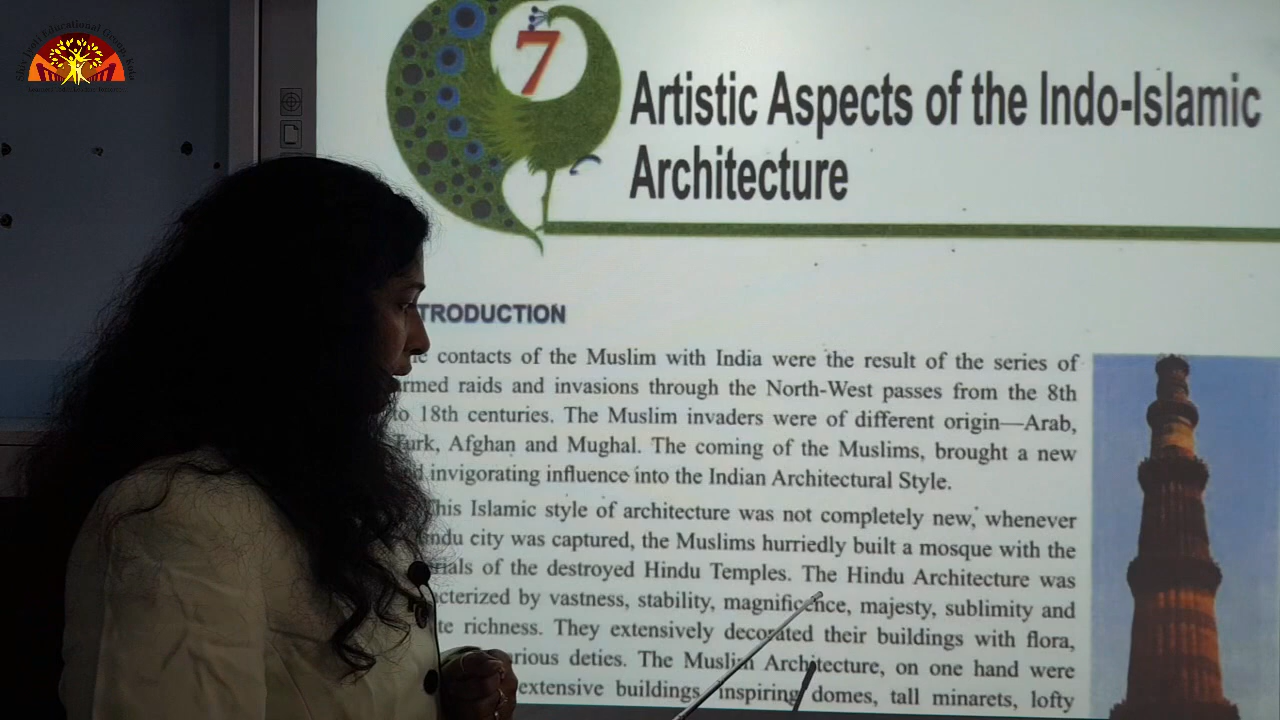 Shiv Jyoti Educational Group, Kota
7
Artistic Aspects of the Indo-Islamic
Architecture
TRODUCTION
contacts of the Muslim with India were the result of the series of
rmed raids and invasions through the North-West passes from the 8th
to 18th centuries. The Muslim invaders were of different origin—Arab,
Turk, Afghan and Mughal. The coming of the Muslims, brought a new
invigorating influence into the Indian Architectural Style.
his Islamic style of architecture was not completely new, whenever
ndu city was captured, the Muslims hurriedly built a mosque with the
rials of the destroyed Hindu Temples. The Hindu Architecture was
acterized by vastness, stability, magnificence, majesty, sublimity and
te richness. They extensively decorated their buildings with flora,
rious deties. The Muslim Architecture, on one hand were
extensive buildings inspiring domes, tall minarets, lofty